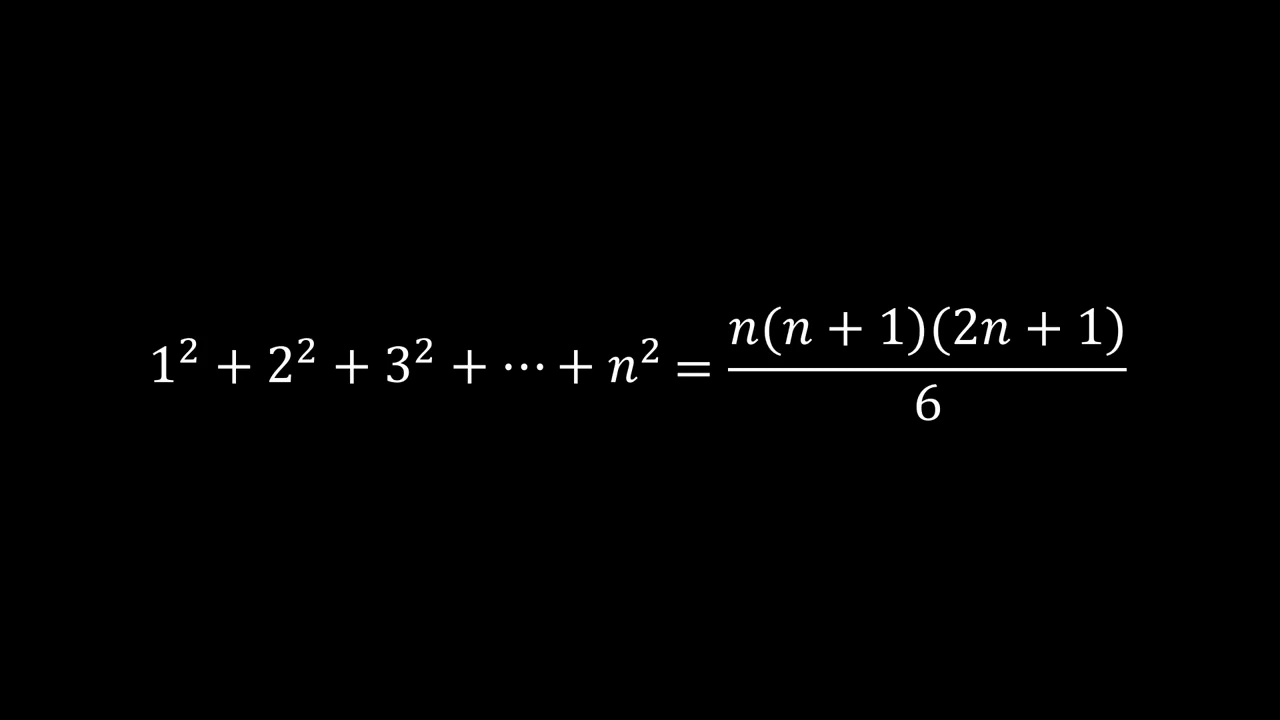 1² + 2² + 3² + ⋯ + n² = n(n + 1)(2n + 1) / 6